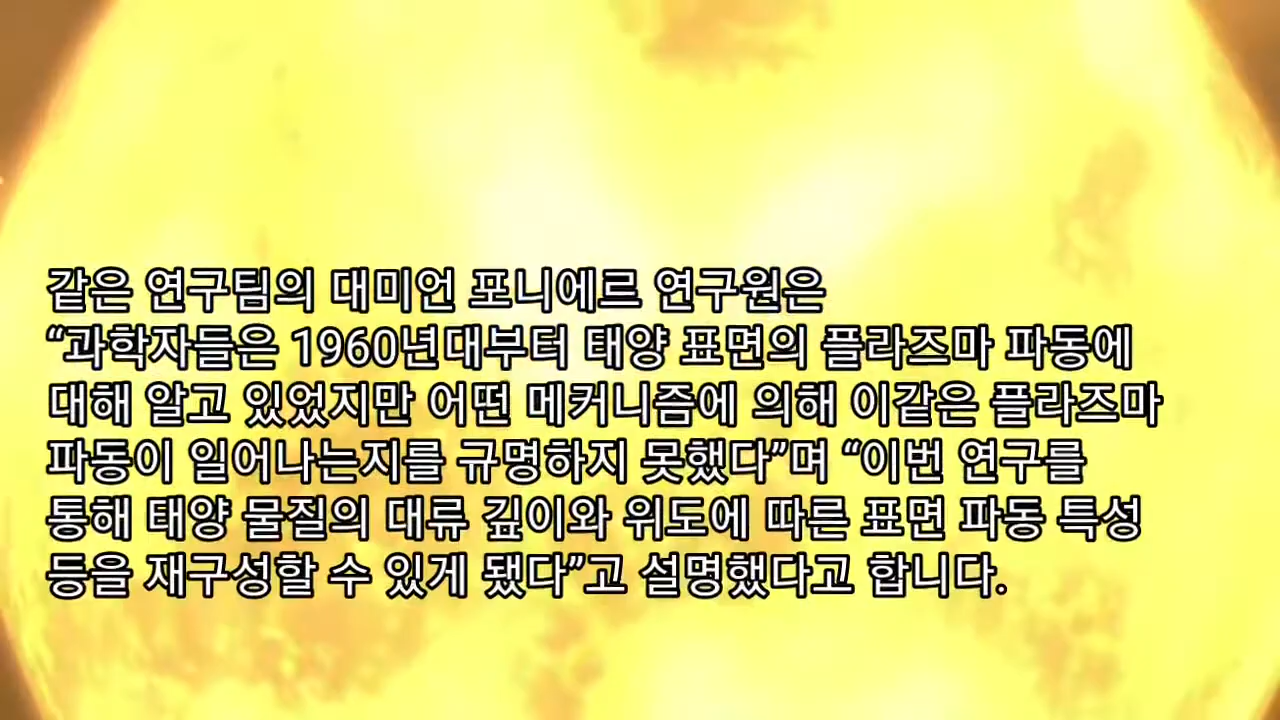 같은 연구팀의 대미언 포니에르 연구원은
“과학자들은 1960년대부터 태양 표면의 플라즈마 파동에
대해 알고 있었지만 어떤 메커니즘에 의해 이같은 플라즈마
파동이 일어나는지를 규명하지 못했다”며 “이번 연구를
통해 태양 물질의 대류 깊이와 위도에 따른 표면 파동 특성
등을 재구성할 수 있게 됐다”고 설명했다고 합니다.